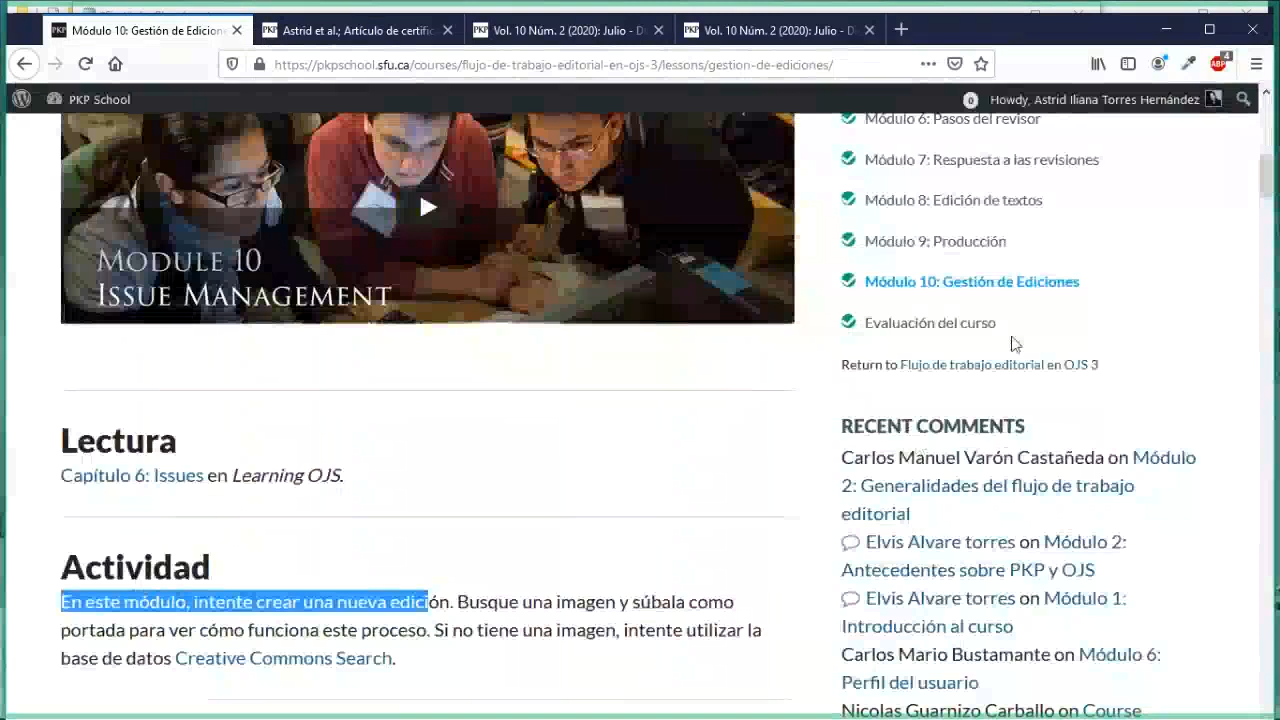 Módulo 10: Gestión de Edicion
Astrid et al.; Artículo de certific
Vol. 10 Núm. 2 (2020): Julio - D
Vol. 10 Núm. 2 (2020): Julio - D
https://pkpschool.sfu.ca/courses/flujo-de-trabajo-editorial-en-ojs-3/lessons/gestion-de-ediciones/
ABP
4
PKP School
0
Howdy, Astrid Iliana Torres Hernández
MODULE 10
ISSUE MANAGEMENT
Lectura
Capítulo 6: Issues en Learning OJS.
Actividad
En este módulo, intente crear una nueva edición. Busque una imagen y súbala como
portada para ver cómo funciona este proceso. Si no tiene una imagen, intente utilizar la
base de datos Creative Commons Search.
Módulo 6: Pasos del revisor
Módulo 7: Respuesta a las revisiones
Módulo 8: Edición de textos
Módulo 9: Producción
Módulo 10: Gestión de Ediciones
Evaluación del curso
Return to Flujo de trabajo editorial en OJS 3
RECENT COMMENTS
Carlos Manuel Varón Castañeda on Módulo
2: Generalidades del flujo de trabajo
editorial
Elvis Alvare torres on Módulo 2:
Antecedentes sobre PKP y OJS
Elvis Alvare torres on Módulo 1:
Introducción al curso
Carlos Mario Bustamante on Módulo 6:
Perfil del usuario
Nicolas Guarnizo Carballo on Course